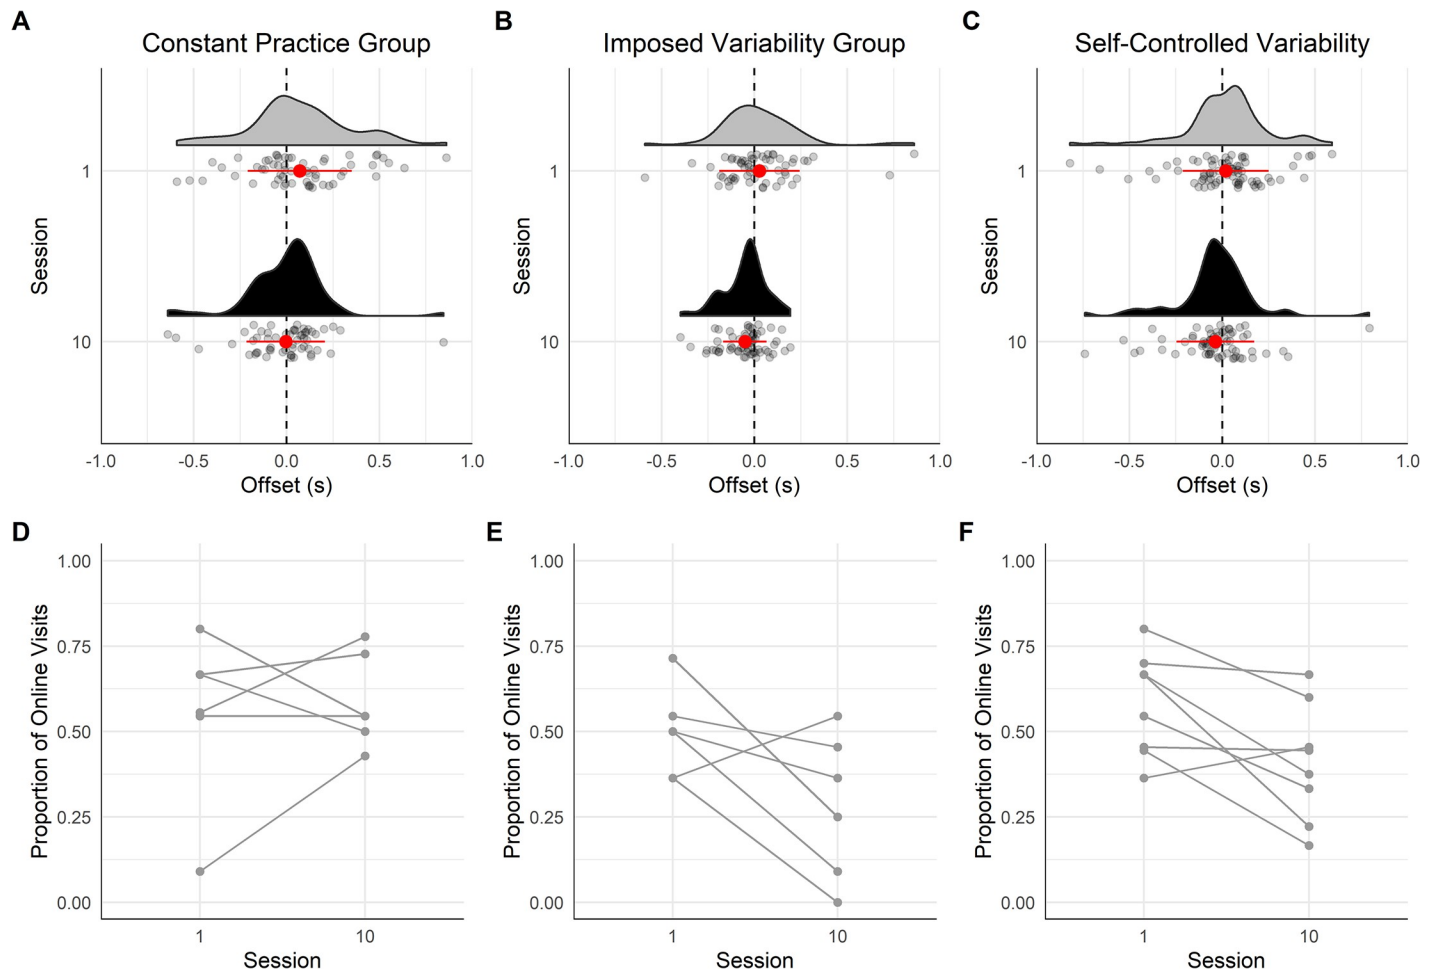 A
B
C
Constant Practice Group
Imposed Variability Group
Self-Controlled Variability
Session
1
10
-1.0 -0.5 0.0 0.5 1.0
Offset (s)
Session
1
10
-1.0 -0.5 0.0 0.5 1.0
Offset (s)
Session
1
10
-1.0 -0.5 0.0 0.5 1.0
Offset (s)
D
E
F
Proportion of Online Visits
1.00
0.75
0.50
0.25
0.00
1 10
Session
Proportion of Online Visits
1.00
0.75
0.50
0.25
0.00
1 10
Session
Proportion of Online Visits
1.00
0.75
0.50
0.25
0.00
1 10
Session